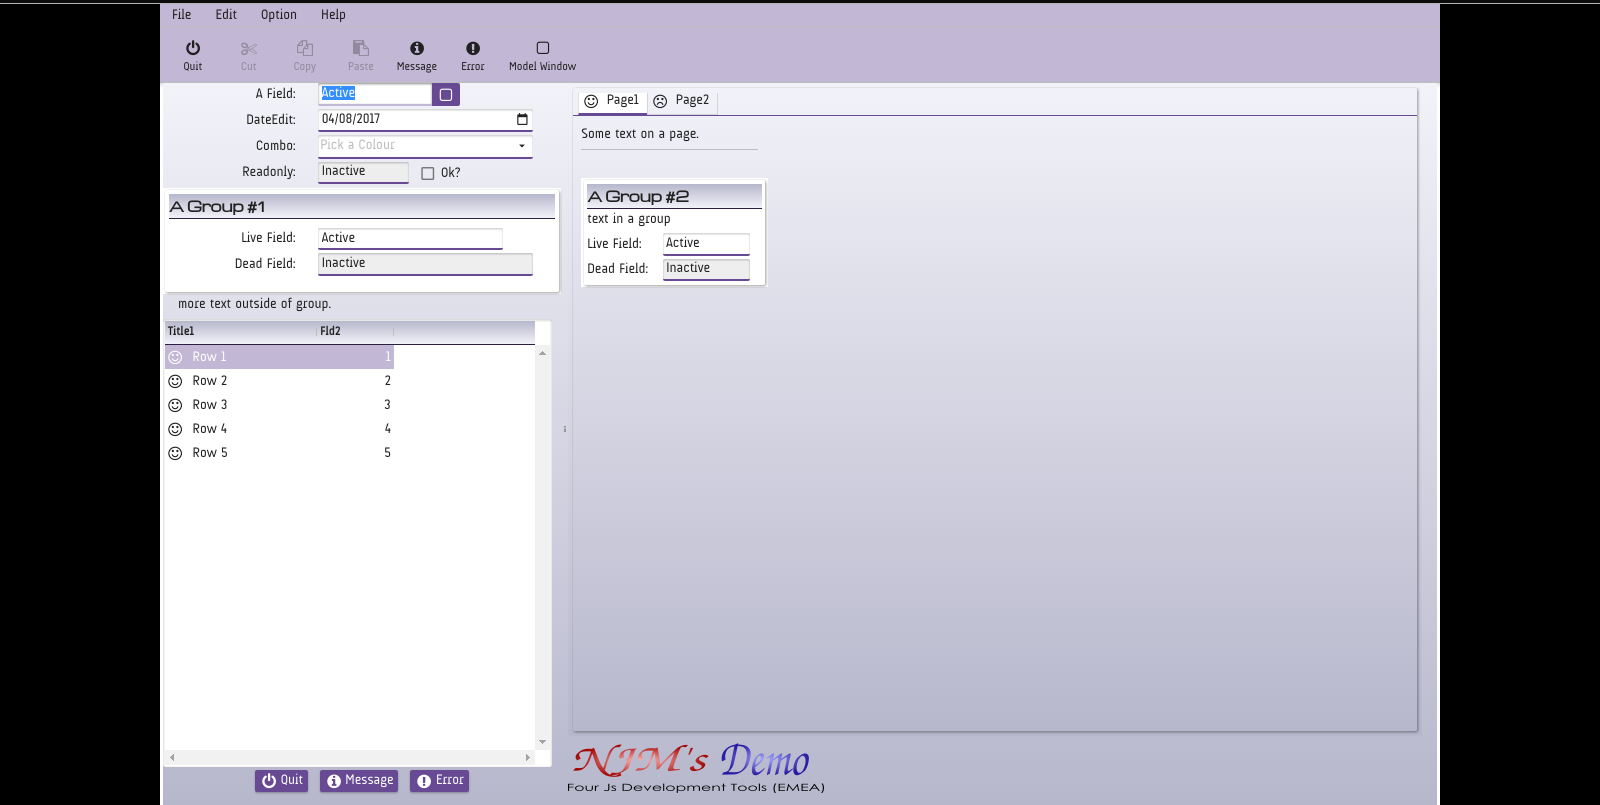 File Edit Option Help
Quit Cut Copy Paste Message Error Model Window
A Field: Active
DateEdit: 04/08/2017
Combo: Pick a Colour
Readonly: Inactive Ok?
A Group #1
Live Field: Active
Dead Field: Inactive
more text outside of group.
Title1 Fld2
Row 1 1
Row 2 2
Row 3 3
Row 4 4
Row 5 5
Quit Message Error
Page1 Page2
Some text on a page.
A Group #2
text in a group
Live Field: Active
Dead Field: Inactive
NJM's Demo
Four Js Development Tools (EMEA)